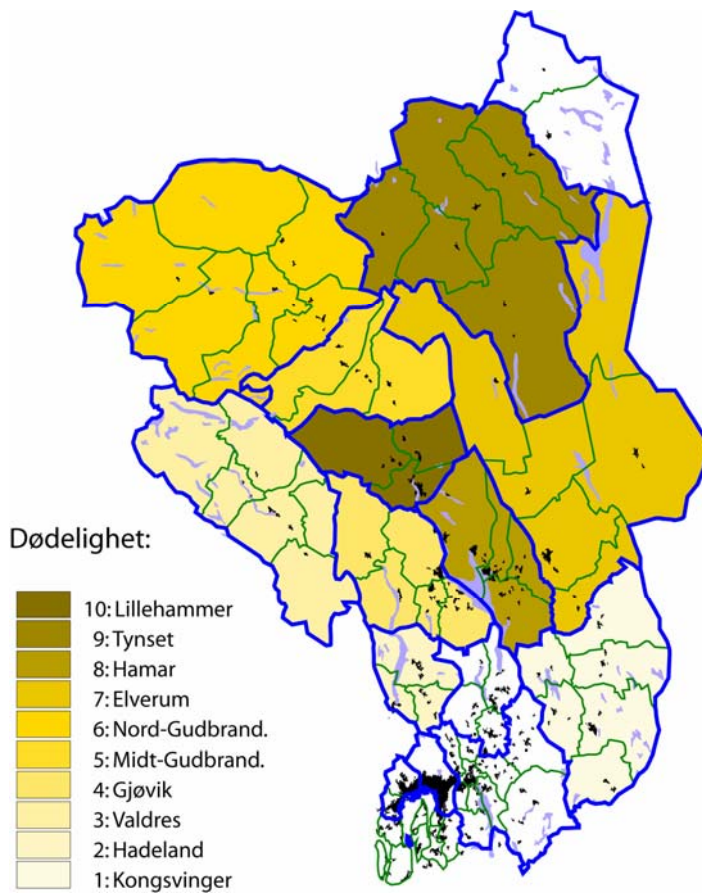 Dødelighet:
10: Lillehammer
9: Tynset
8: Hamar
7: Elverum
6: Nord-Gudbrand.
5: Midt-Gudbrand.
4: Gjøvik
3: Valdres
2: Hadeland
1: Kongsvinger